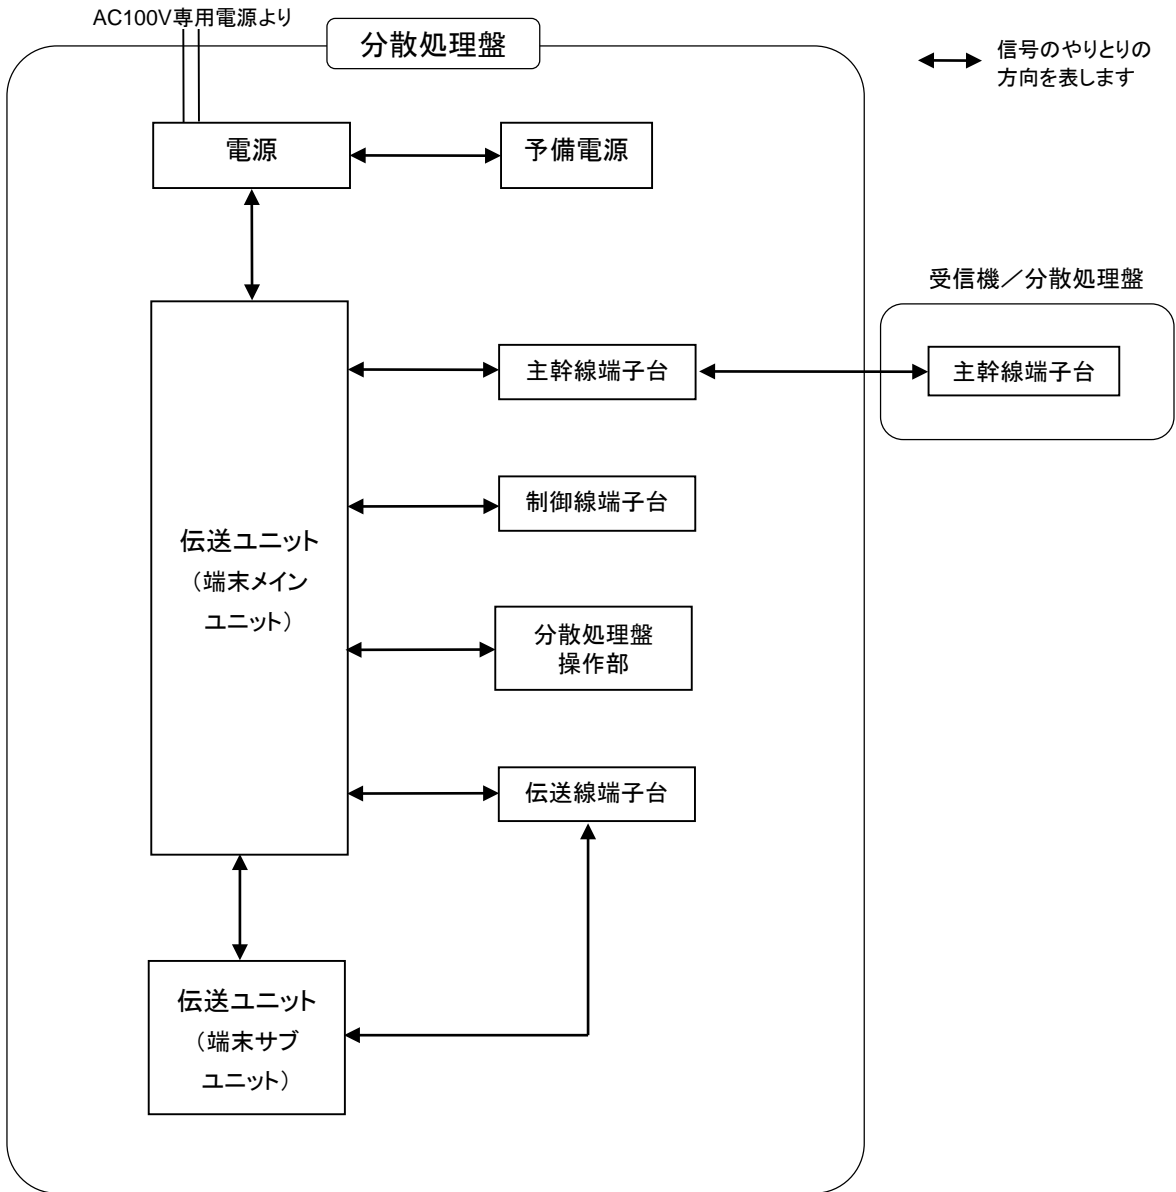 AC100V専用電源より
分散処理盤
信号のやりとりの
方向を表します
電源
予備電源
受信機／分散処理盤
主幹線端子台
主幹線端子台
制御線端子台
伝送ユニット
（端末メイン
ユニット）
分散処理盤
操作部
伝送線端子台
伝送ユニット
（端末サブ
ユニット）